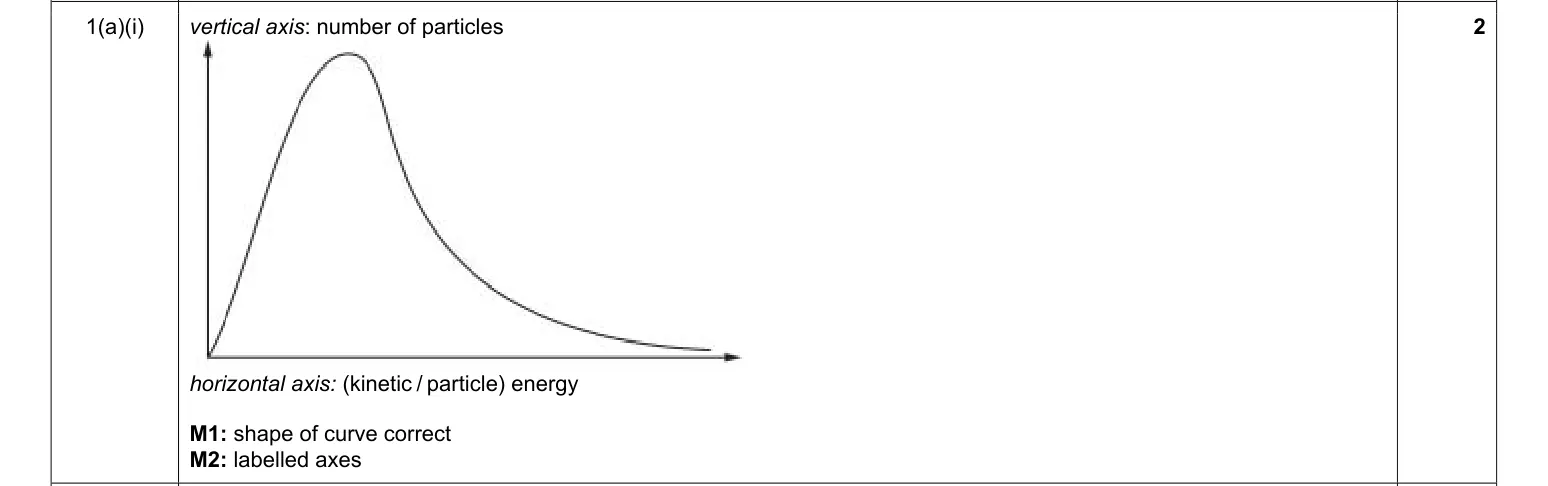 1(a)(i)
vertical axis: number of particles
2
horizontal axis: (kinetic / particle) energy
M1: shape of curve correct
M2: labelled axes